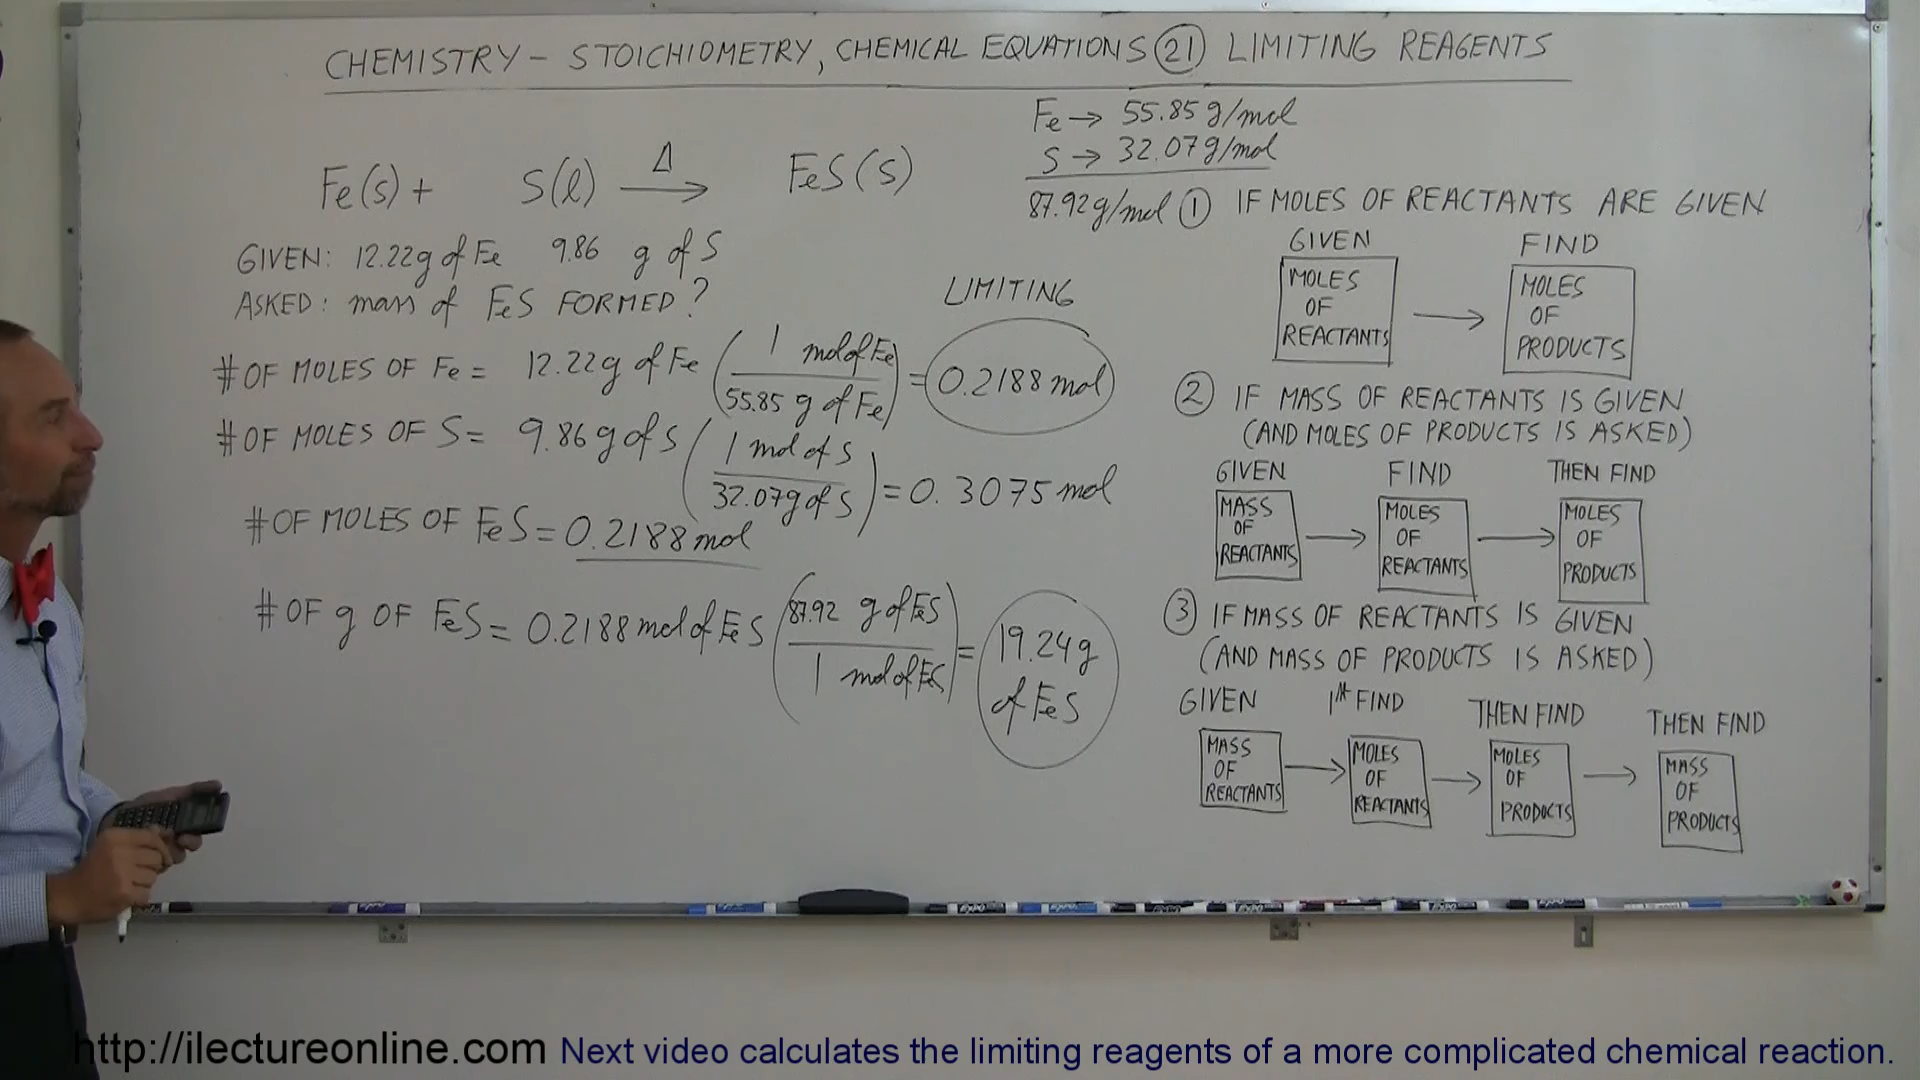 CHEMISTRY – STOICHIOMETRY, CHEMICAL EQUATIONS 21 LIMITING REAGENTS
Fe → 55.85 g/mol
S → 32.07 g/mol
87.92 g/mol
Fe(s) + S(l) Δ→ FeS(s)
GIVEN: 12.22g of Fe 9.86 g of S
ASKED: mass of FeS FORMED?
LIMITING
# OF MOLES OF Fe = 12.22g of Fe (1 mol of Fe / 55.85 g of Fe) = 0.2188 mol
# OF MOLES OF S = 9.86 g of S (1 mol of S / 32.07g of S) = 0.3075 mol
# OF MOLES OF FeS = 0.2188 mol
# OF g OF FeS = 0.2188 mol of FeS (87.92 g of FeS / 1 mol of FeS) = 19.24g of FeS
1 IF MOLES OF REACTANTS ARE GIVEN
GIVEN FIND
MOLES OF REACTANTS → MOLES OF PRODUCTS
2 IF MASS OF REACTANTS IS GIVEN
(AND MOLES OF PRODUCTS IS ASKED)
GIVEN FIND THEN FIND
MASS OF REACTANTS → MOLES OF REACTANTS → MOLES OF PRODUCTS
3 IF MASS OF REACTANTS IS GIVEN
(AND MASS OF PRODUCTS IS ASKED)
GIVEN 1st FIND THEN FIND THEN FIND
MASS OF REACTANTS → MOLES OF REACTANTS → MOLES OF PRODUCTS → MASS OF PRODUCTS
EXPO
http://ilectureonline.com Next video calculates the limiting reagents of a more complicated chemical reaction.